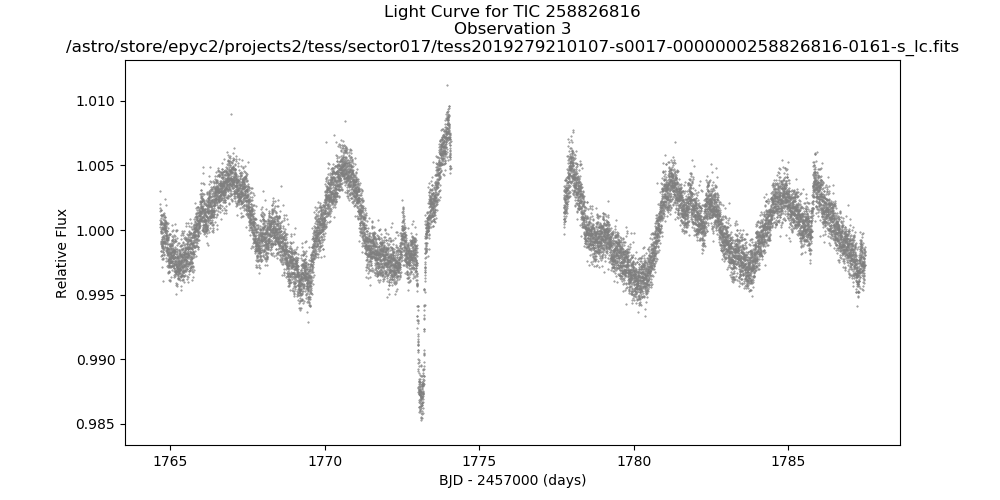 Light Curve for TIC 258826816
Observation 3
/astro/store/epyc2/projects2/tess/sector017/tess2019279210107-s0017-0000000258826816-0161-s_lc.fits
1.010
1.005
1.000
0.995
0.990
0.985
Relative Flux
1765
1770
1775
1780
1785
BJD - 2457000 (days)